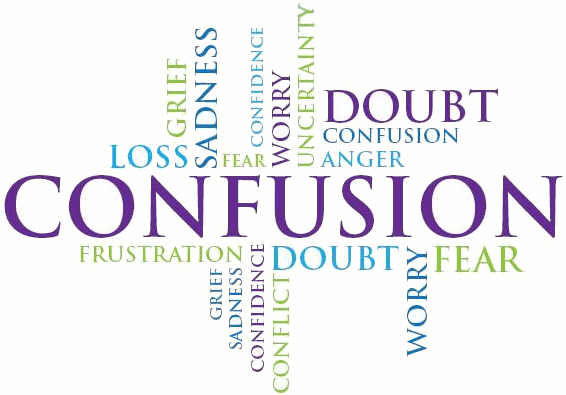 GRIEF
SADNESS
CONFIDENCE
WORRY
UNCERTAINTY
DOUBT
CONFUSION
LOSS
FEAR
ANGER
CONFUSION
FRUSTRATION
DOUBT
FEAR
GRIEF
SADNESS
CONFIDENCE
CONFLICT
WORRY